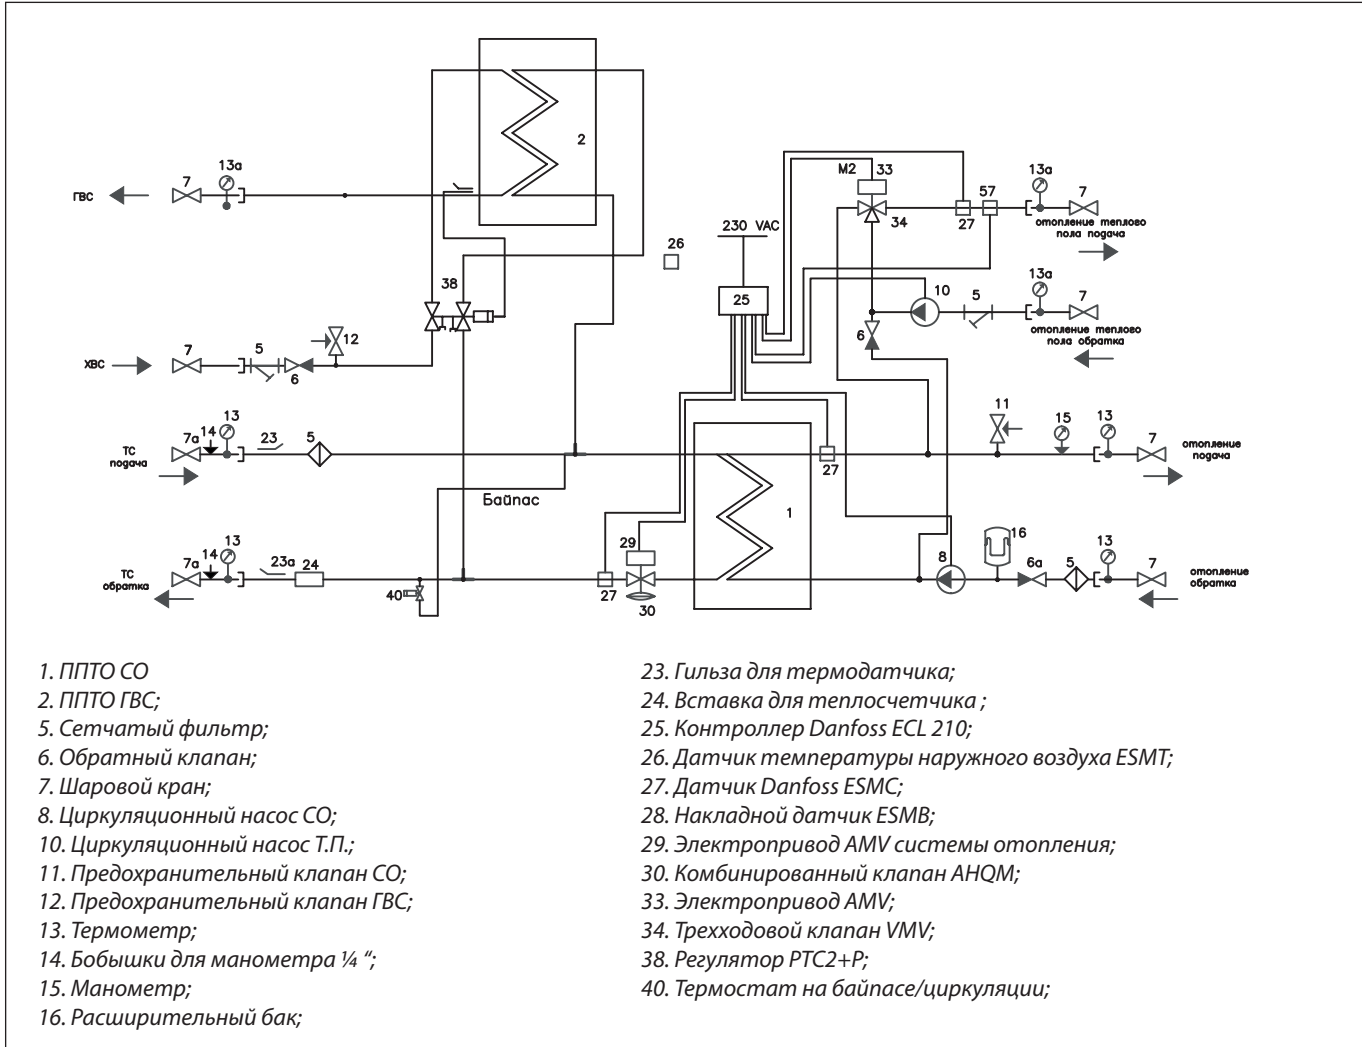 2
13а
7
ГВС
M2
33
34
27
57
13а
7
отопление теплого
пола подача
26
230 VAC
25
38
10
5
13а
7
отопление теплого
пола обратка
6
12
ХВС
7
5
6
ТС
подача
7а
14
13
23
5
27
11
15
13
7
отопление
подача
Байпас
1
29
27
30
ТС
обратка
7а
14
13
23а
24
40
8
16
6а
5
13
7
отопление
обратка
1. ППТО СО
2. ППТО ГВС;
5. Сетчатый фильтр;
6. Обратный клапан;
7. Шаровой кран;
8. Циркуляционный насос СО;
10. Циркуляционный насос Т.П.;
11. Предохранительный клапан СО;
12. Предохранительный клапан ГВС;
13. Термометр;
14. Бобышки для манометра ¼ “;
15. Манометр;
16. Расширительный бак;
23. Гильза для термодатчика;
24. Вставка для теплосчетчика ;
25. Контроллер Danfoss ECL 210;
26. Датчик температуры наружного воздуха ESMT;
27. Датчик Danfoss ESMC;
28. Накладной датчик ESMB;
29. Электропривод AMV системы отопления;
30. Комбинированный клапан AHQM;
33. Электропривод AMV;
34. Трехходовой клапан VMV;
38. Регулятор PTC2+P;
40. Термостат на байпасе/циркуляции;